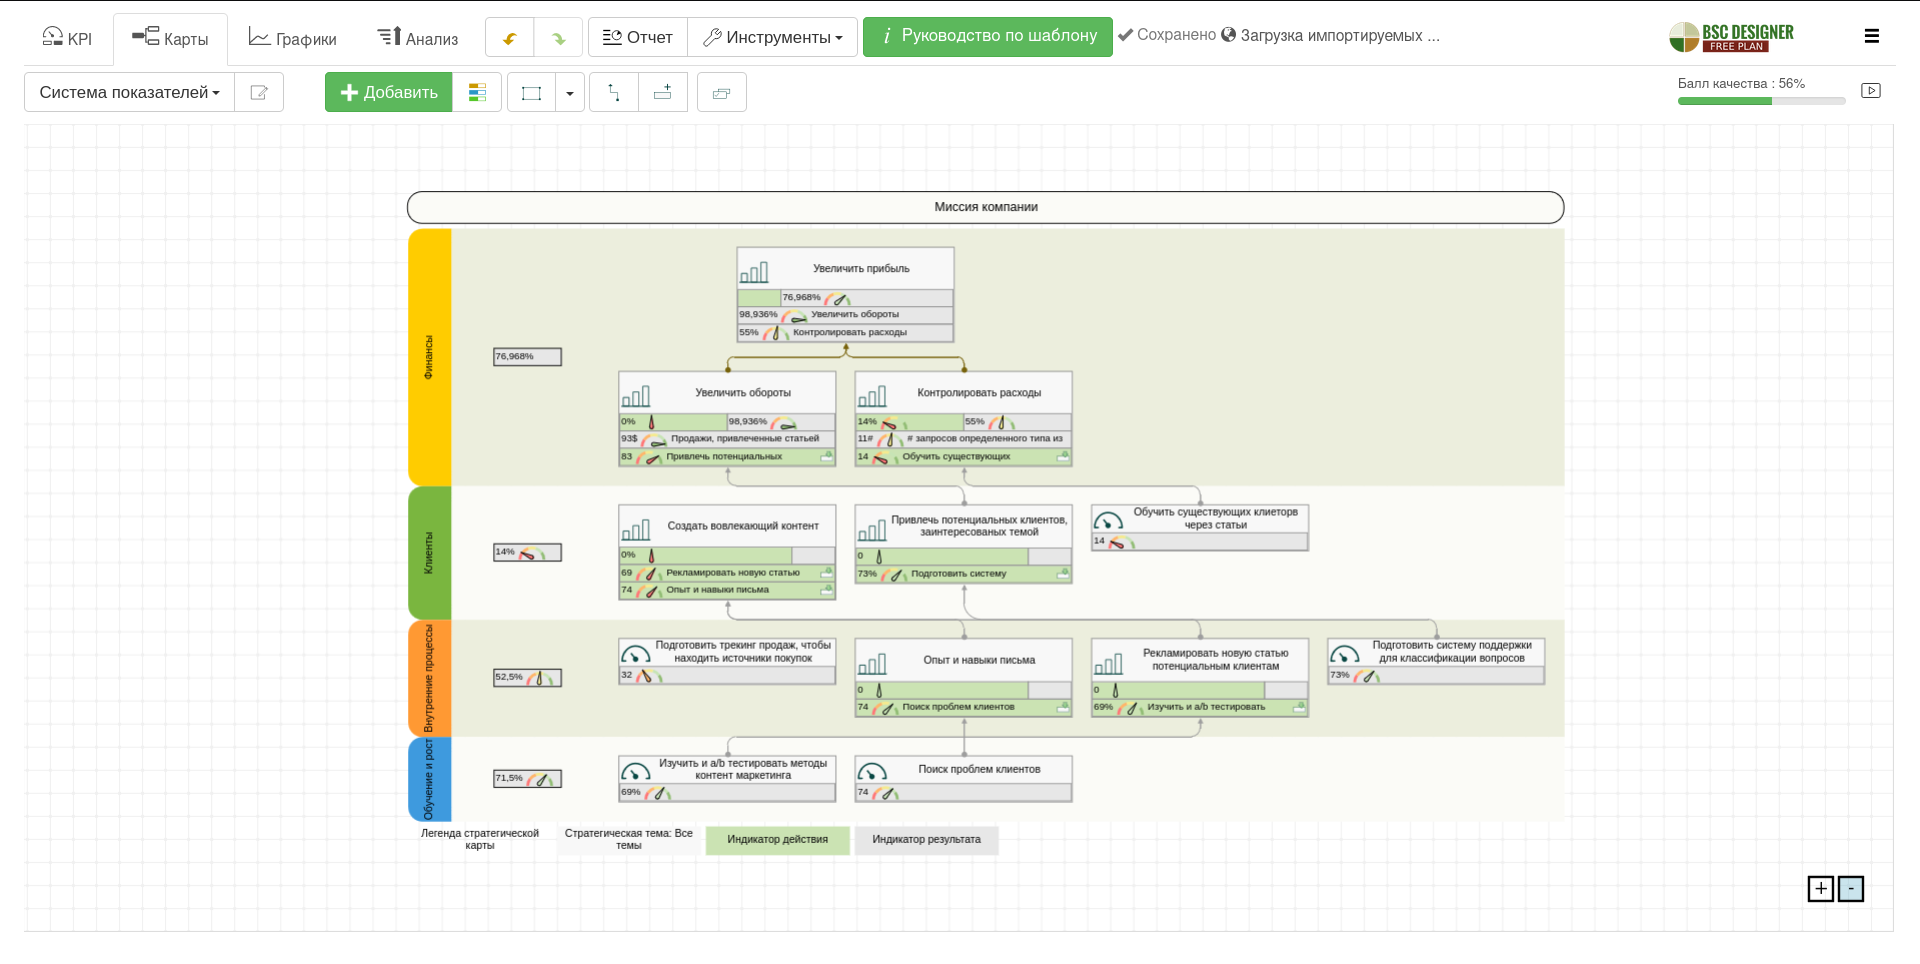 KPI Карты Графики Анализ Отчет Инструменты i Руководство по шаблону Сохранено Загрузка импортируемых ... BSC DESIGNER
FREE PLAN
Система показателей Добавить Балл качества : 56%
Миссия компании
Финансы
76,968%
Увеличить прибыль
76,968%
98,936% Увеличить обороты
55% Контролировать расходы
Увеличить обороты
0% 98,936%
93$ Продажи, привлеченные статьей
83 Привлечь потенциальных
Контролировать расходы
14% 55%
11# # запросов определенного типа из
14 Обучить существующих
Клиенты
14%
Создать вовлекающий контент
0%
69 Рекламировать новую статью
74 Опыт и навыки письма
Привлечь потенциальных клиентов,
заинтересованых темой
0
73% Подготовить систему
Обучить существующих клиеторв
через статьи
14
Внутренние процессы
52,5%
Подготовить трекинг продаж, чтобы
находить источники покупок
32
Опыт и навыки письма
0
74 Поиск проблем клиентов
Рекламировать новую статью
потенциальным клиентам
0
69% Изучить и a/b тестировать
Подготовить систему поддержки
для классификации вопросов
73%
Обучение и рост
71,5%
Изучить и a/b тестировать методы
контент маркетинга
69%
Поиск проблем клиентов
74
Легенда стратегической
карты
Стратегическая тема: Все
темы
Индикатор действия
Индикатор результата
+ -